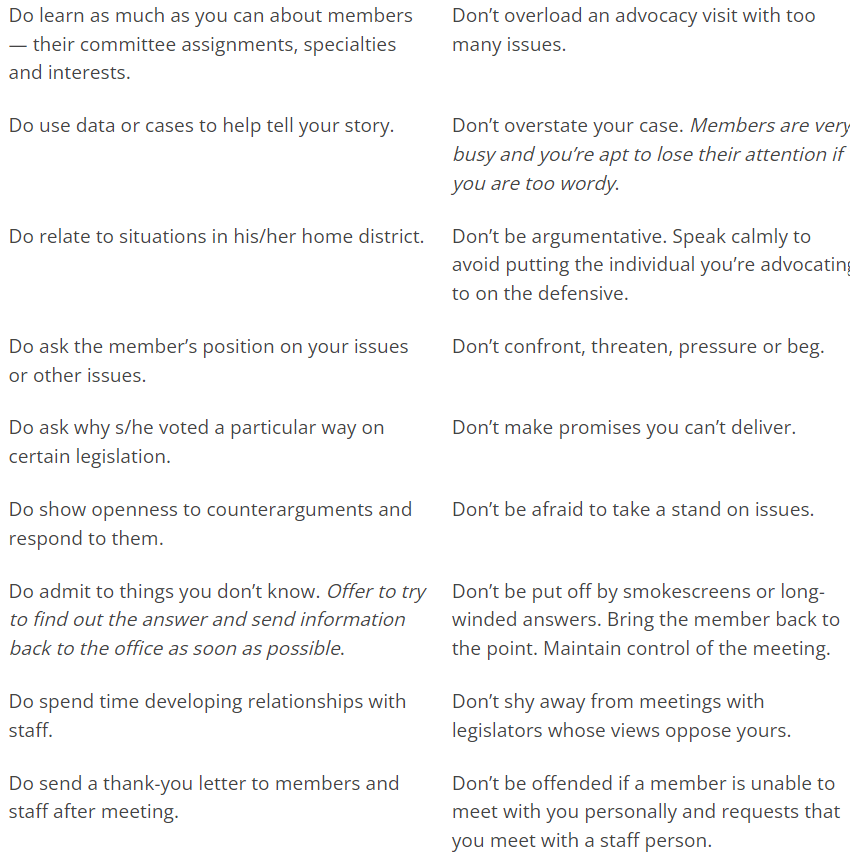 Do learn as much as you can about members
— their committee assignments, specialties
and interests.
Don’t overload an advocacy visit with too
many issues.
Do use data or cases to help tell your story.
Don’t overstate your case. Members are very
busy and you’re apt to lose their attention if
you are too wordy.
Do relate to situations in his/her home district.
Don’t be argumentative. Speak calmly to
avoid putting the individual you’re advocating
to on the defensive.
Do ask the member’s position on your issues
or other issues.
Don’t confront, threaten, pressure or beg.
Do ask why s/he voted a particular way on
certain legislation.
Don’t make promises you can’t deliver.
Do show openness to counterarguments and
respond to them.
Don’t be afraid to take a stand on issues.
Do admit to things you don’t know. Offer to try
to find out the answer and send information
back to the office as soon as possible.
Don’t be put off by smokescreens or long-
winded answers. Bring the member back to
the point. Maintain control of the meeting.
Do spend time developing relationships with
staff.
Don’t shy away from meetings with
legislators whose views oppose yours.
Do send a thank-you letter to members and
staff after meeting.
Don’t be offended if a member is unable to
meet with you personally and requests that
you meet with a staff person.